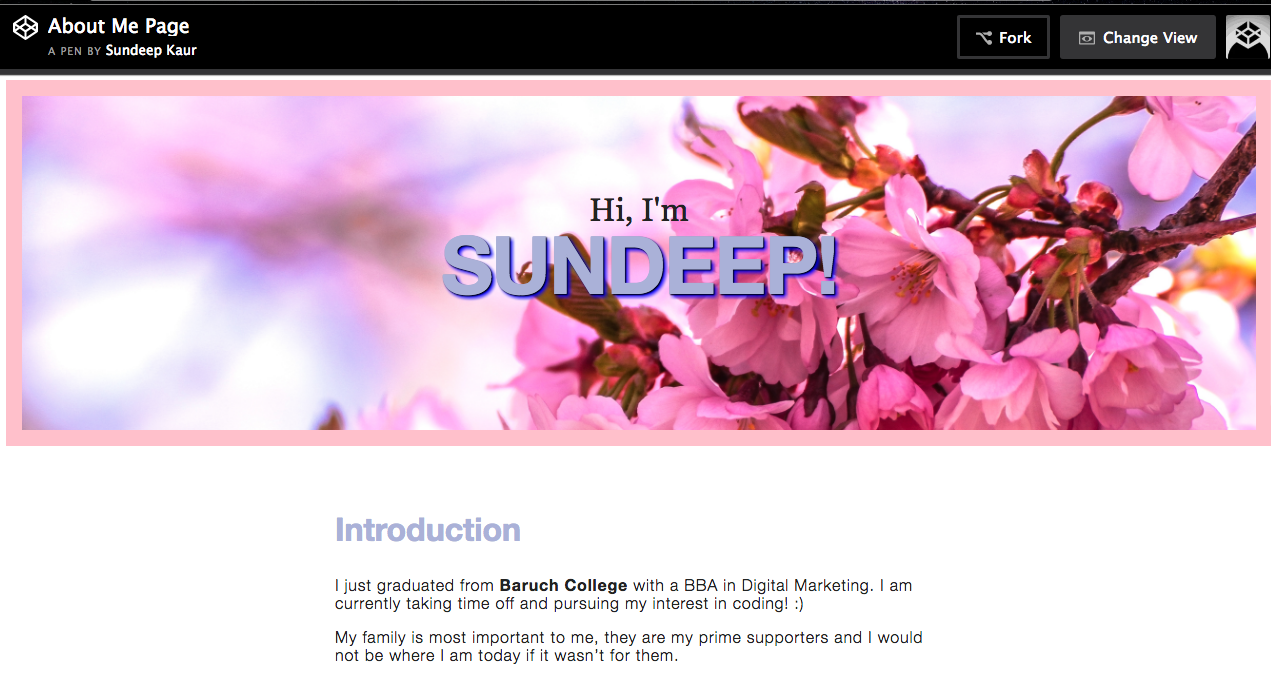 About Me Page
A PEN BY Sundeep Kaur
Fork
Change View
Hi, I'm
SUNDEEP!
Introduction
I just graduated from Baruch College with a BBA in Digital Marketing. I am
currently taking time off and pursuing my interest in coding! :)
My family is most important to me, they are my prime supporters and I would
not be where I am today if it wasn't for them.